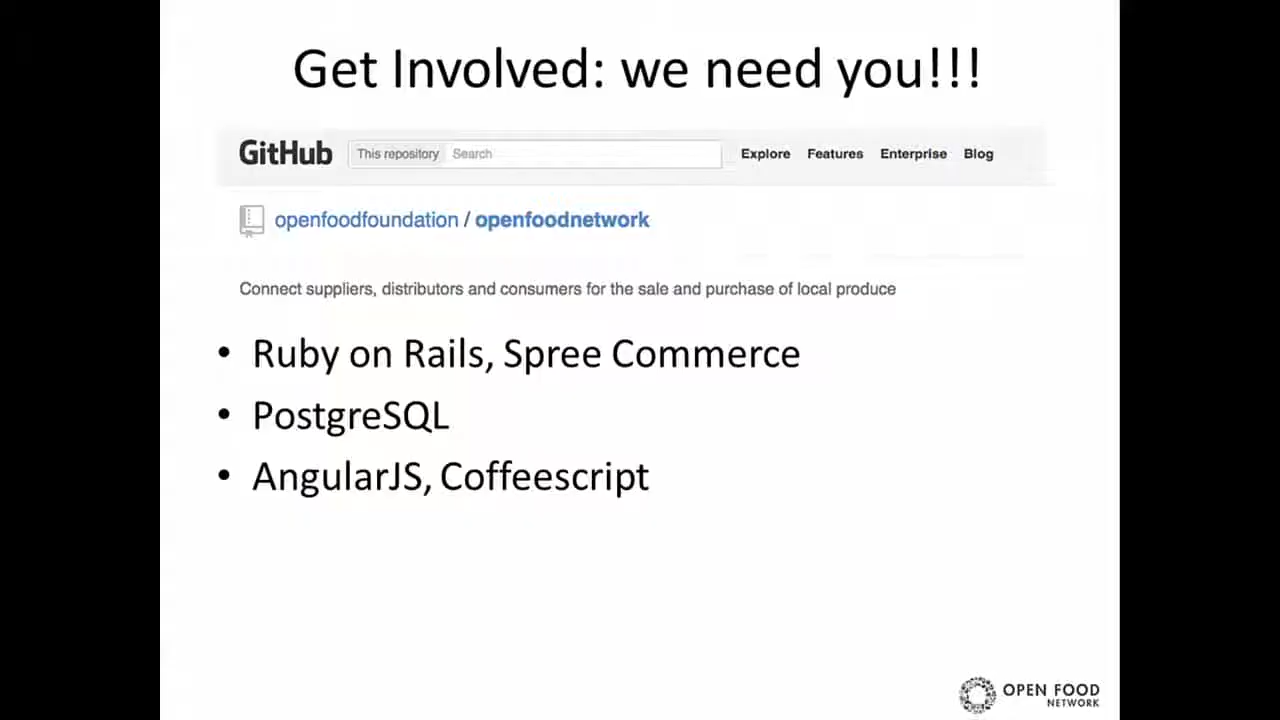 Get Involved: we need you!!!
GitHub This repository Search Explore Features Enterprise Blog
openfoodfoundation / openfoodnetwork
Connect suppliers, distributors and consumers for the sale and purchase of local produce
• Ruby on Rails, Spree Commerce
• PostgreSQL
• AngularJS, Coffeescript
OPEN FOOD
NETWORK